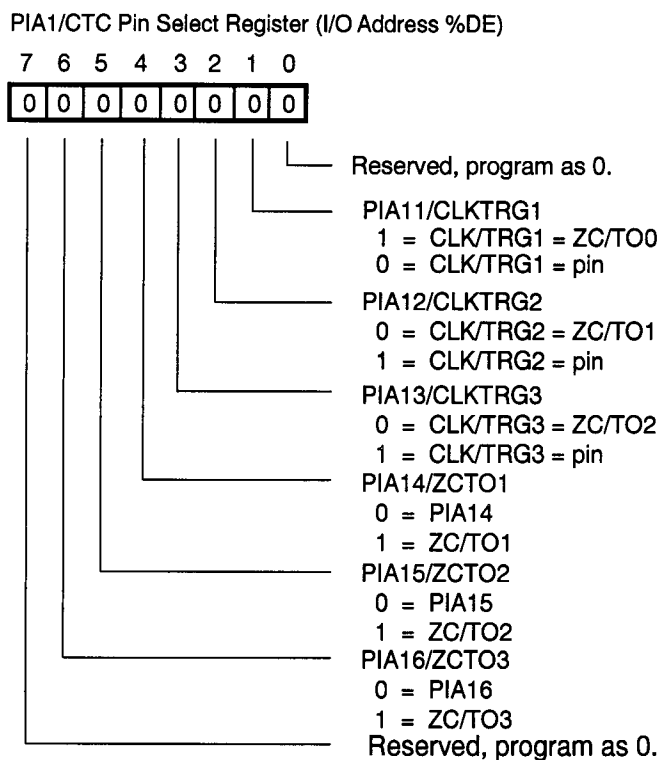 PIA1/CTC Pin Select Register (I/O Address %DE)
7 6 5 4 3 2 1 0
0 0 0 0 0 0 0 0
Reserved, program as 0.
PIA11/CLKTRG1
1 = CLK/TRG1 = ZC/TO0
0 = CLK/TRG1 = pin
PIA12/CLKTRG2
0 = CLK/TRG2 = ZC/TO1
1 = CLK/TRG2 = pin
PIA13/CLKTRG3
0 = CLK/TRG3 = ZC/TO2
1 = CLK/TRG3 = pin
PIA14/ZCTO1
0 = PIA14
1 = ZC/TO1
PIA15/ZCTO2
0 = PIA15
1 = ZC/TO2
PIA16/ZCTO3
0 = PIA16
1 = ZC/TO3
Reserved, program as 0.